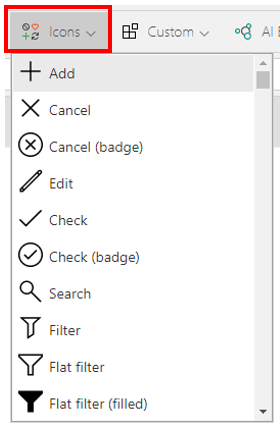 Icons Custom AI
Add
Cancel
Cancel (badge)
Edit
Check
Check (badge)
Search
Filter
Flat filter
Flat filter (filled)